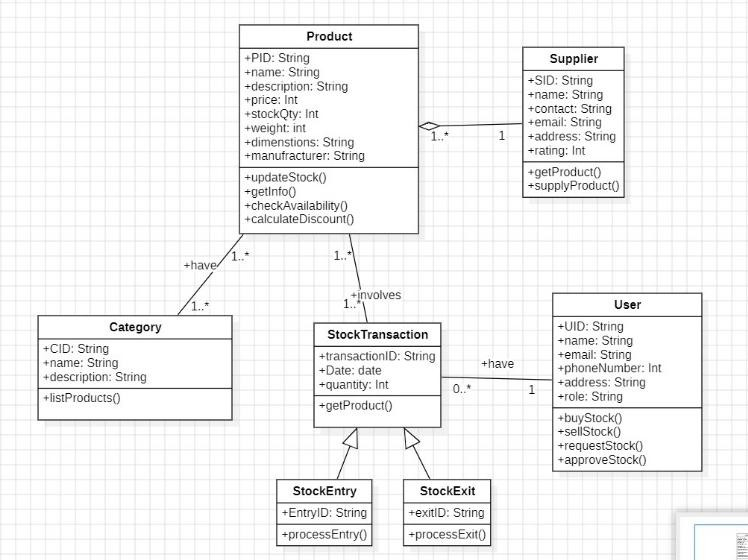 Product
+PID: String
+name: String
+description: String
+price: Int
+stockQty: Int
+weight: int
+dimenstions: String
+manufrarcturer: String
+updateStock()
+getInfo()
+checkAvailability()
+calculateDiscount()
Supplier
+SID: String
+name: String
+contact: String
+email: String
+address: String
+rating: Int
+getProduct()
+supplyProduct()
1..*
1
+have
1..*
1..*
1..*
+involves
1..*
Category
+CID: String
+name: String
+description: String
+listProducts()
StockTransaction
+transactionID: String
+Date: date
+quantity: Int
+getProduct()
+have
0..*
1
User
+UID: String
+name: String
+email: String
+phoneNumber: Int
+address: String
+role: String
+buyStock()
+sellStock()
+requestStock()
+approveStock()
StockEntry
+EntryID: String
+processEntry()
StockExit
+exitID: String
+processExit()